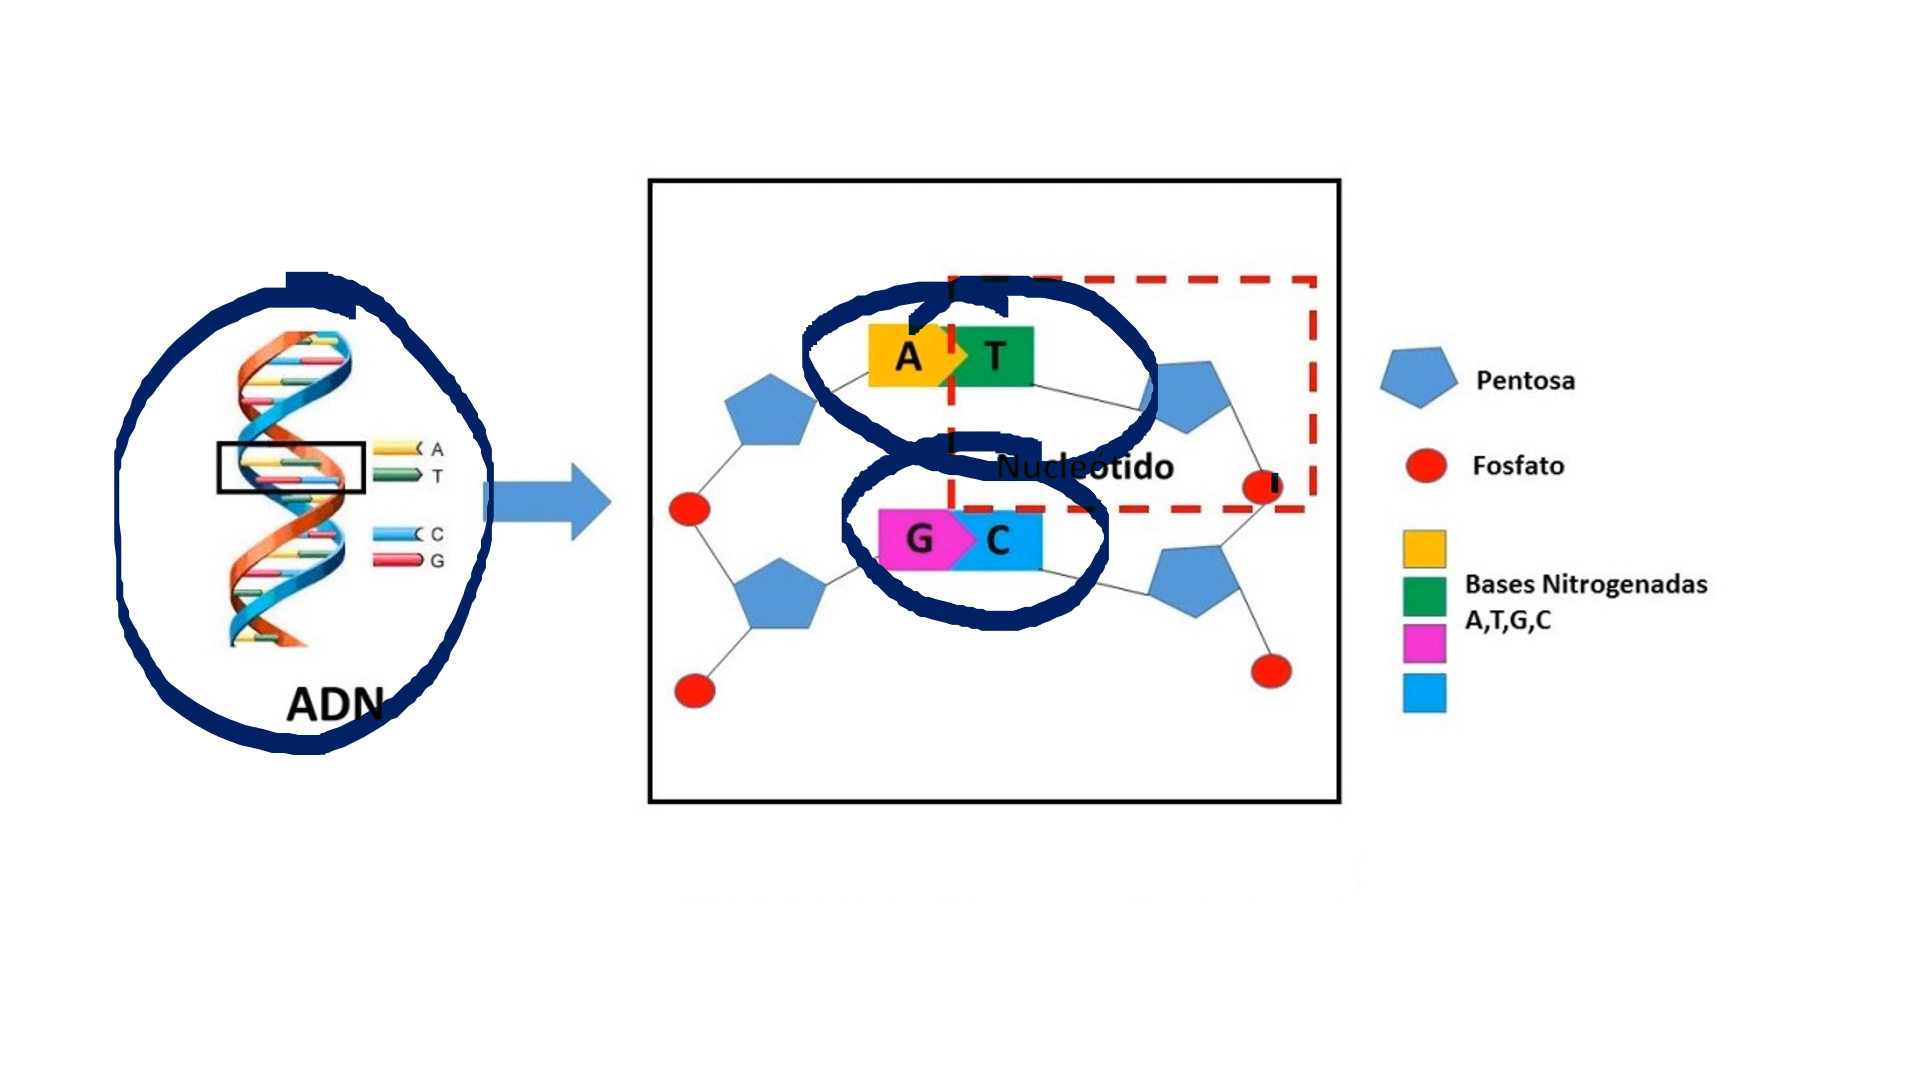 A
T
C
G
ADN
A T
Nucleótido
G C
Pentosa
Fosfato
Bases Nitrogenadas
A,T,G,C